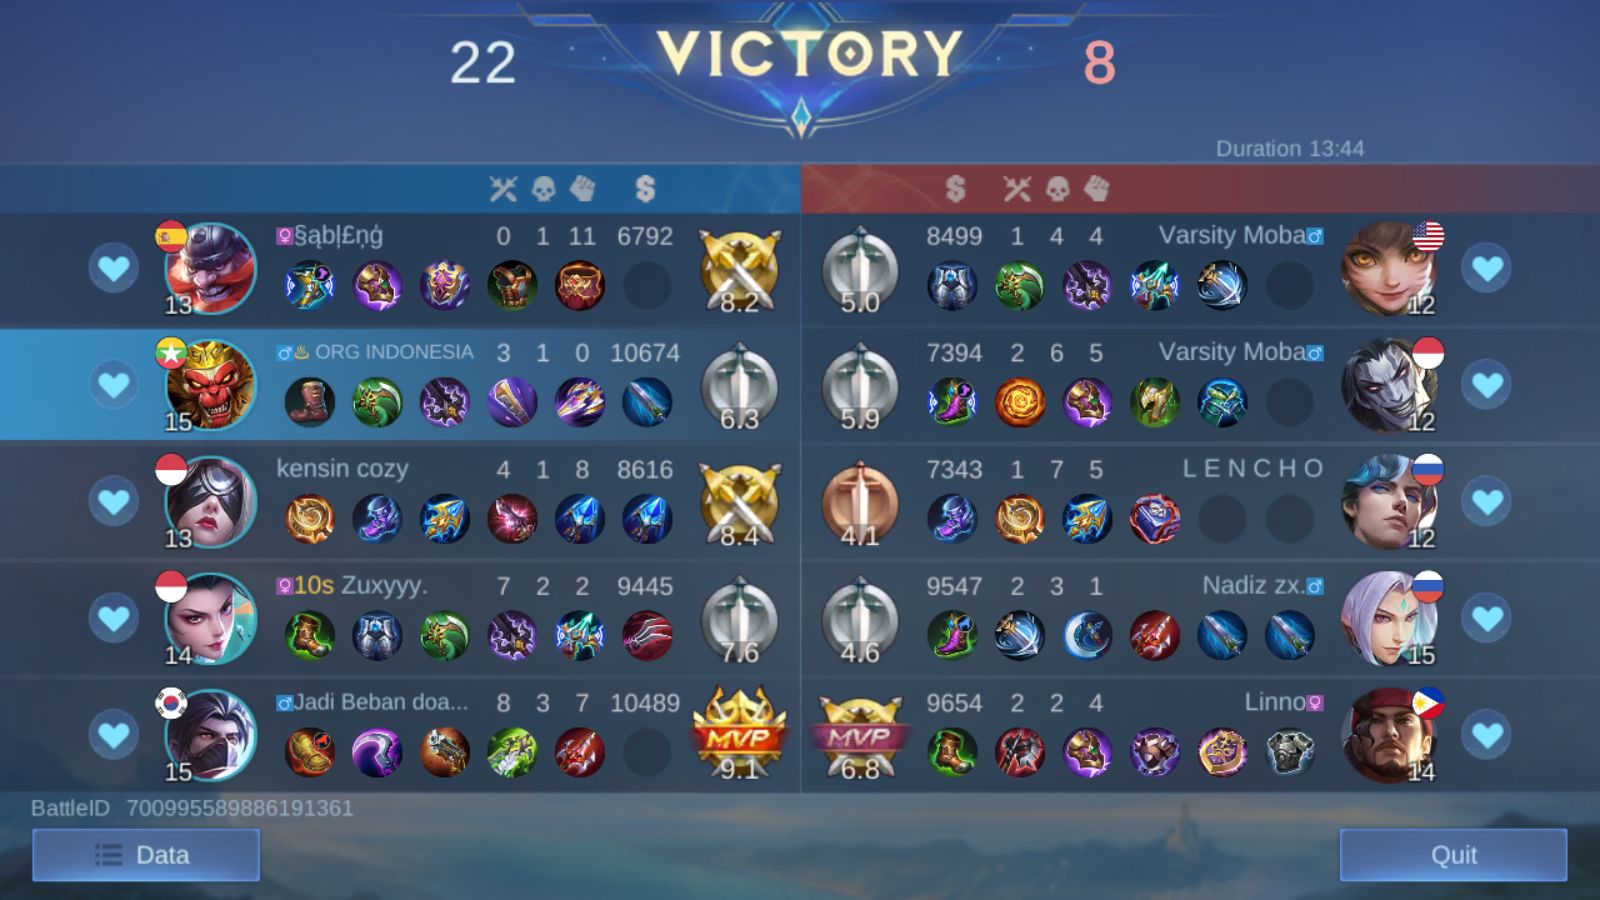 22 VICTORY 8
Duration 13:44
§ąbļ£ņģ 0 1 11 6792
13 8.2
5.0 8499 1 4 4 Varsity Moba
12
ORG INDONESIA 3 1 0 10674
15 6.3
5.9 7394 2 6 5 Varsity Moba
12
kensin cozy 4 1 8 8616
13 8.4
4.1 7343 1 7 5 L E N C H O
12
10s Zuxyyy. 7 2 2 9445
14 7.6
4.6 9547 2 3 1 Nadiz zx.
15
Jadi Beban doa... 8 3 7 10489
15 MVP 9.1
MVP 6.8 9654 2 2 4 Linno
14
BattleID 700995589886191361
Data
Quit